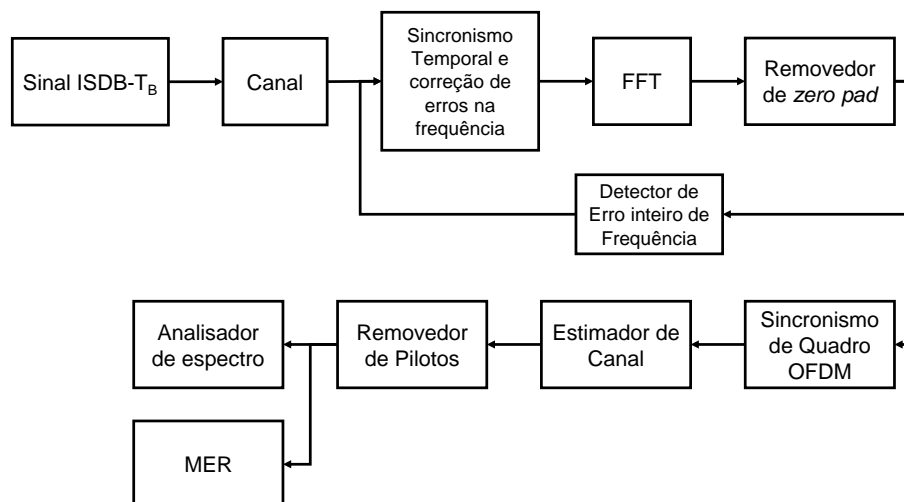 Sinal ISDB-T_B
Canal
Sincronismo
Temporal e
correção de
erros na
frequência
FFT
Removedor
de zero pad
Detector de
Erro inteiro de
Frequência
Analisador
de espectro
Removedor
de Pilotos
Estimador de
Canal
Sincronismo
de Quadro
OFDM
MER